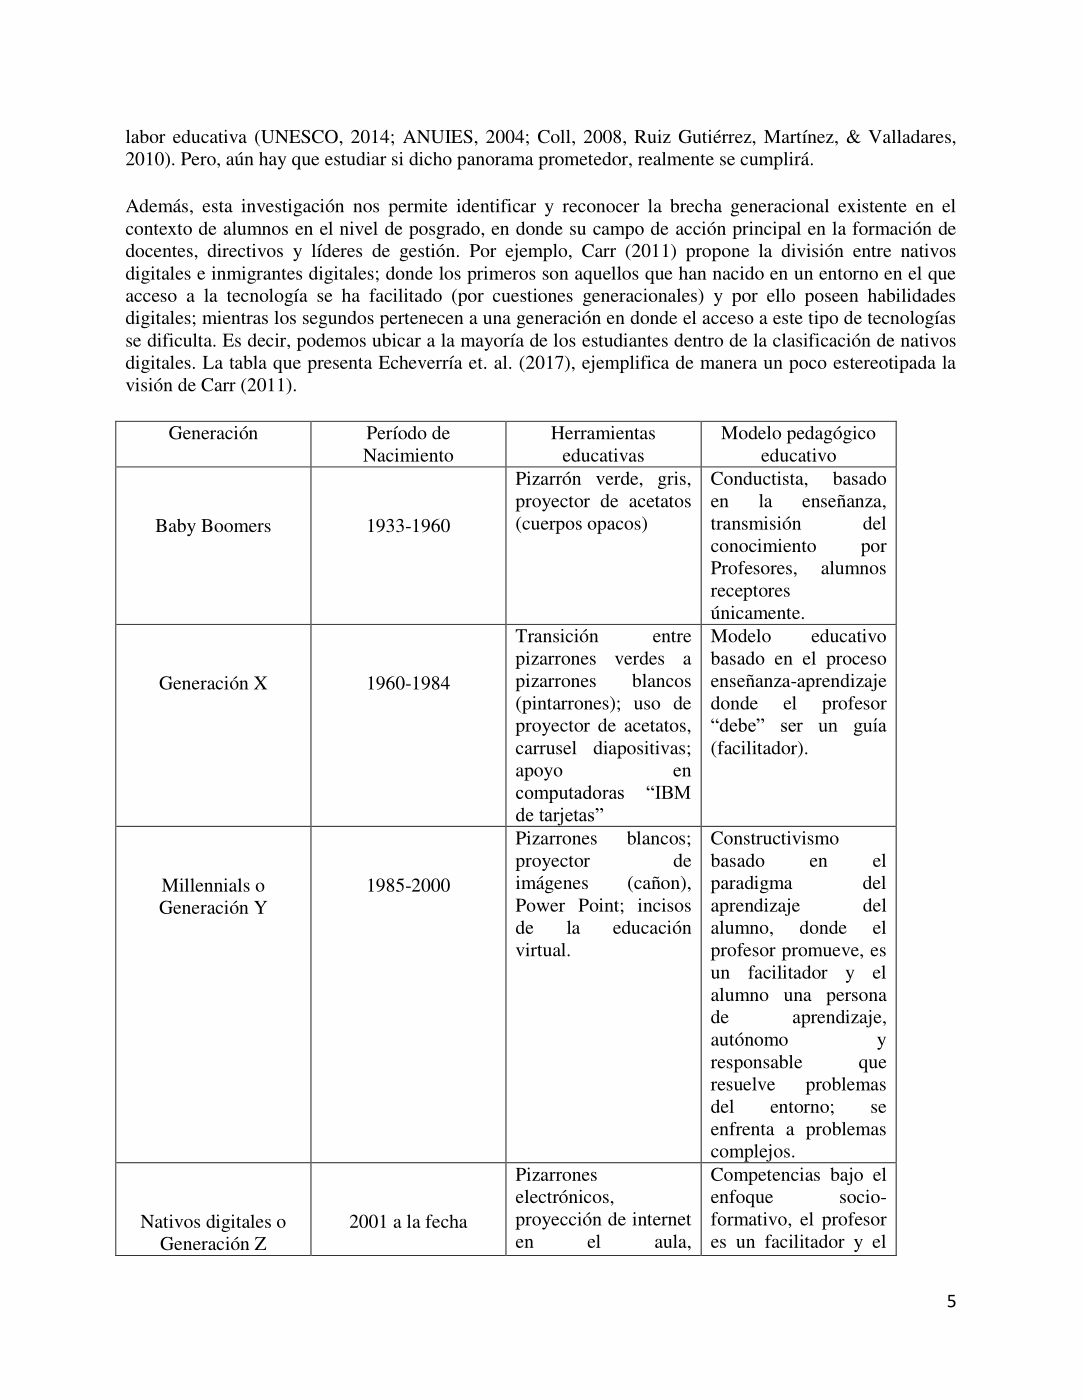 labor educativa (UNESCO, 2014; ANUIES, 2004; Coll, 2008, Ruiz Gutiérrez, Martínez, & Valladares,
2010). Pero, aún hay que estudiar si dicho panorama prometedor, realmente se cumplirá.
Además, esta investigación nos permite identificar y reconocer la brecha generacional existente en el
contexto de alumnos en el nivel de posgrado, en donde su campo de acción principal en la formación de
docentes, directivos y líderes de gestión. Por ejemplo, Carr (2011) propone la división entre nativos
digitales e inmigrantes digitales; donde los primeros son aquellos que han nacido en un entorno en el que
acceso a la tecnología se ha facilitado (por cuestiones generacionales) y por ello poseen habilidades
digitales; mientras los segundos pertenecen a una generación en donde el acceso a este tipo de tecnologías
se dificulta. Es decir, podemos ubicar a la mayoría de los estudiantes dentro de la clasificación de nativos
digitales. La tabla que presenta Echeverría et. al. (2017), ejemplifica de manera un poco estereotipada la
visión de Carr (2011).
Generación
Período de
Nacimiento
Herramientas
educativas
Modelo pedagógico
educativo
Baby Boomers
1933-1960
Pizarrón verde, gris,
proyector de acetatos
(cuerpos opacos)
Conductista, basado
en la enseñanza,
transmisión del
conocimiento por
Profesores, alumnos
receptores
únicamente.
Generación X
1960-1984
Transición entre
pizarrones verdes a
pizarrones blancos
(pintarrones); uso de
proyector de acetatos,
carrusel diapositivas;
apoyo en
computadoras “IBM
de tarjetas”
Modelo educativo
basado en el proceso
enseñanza-aprendizaje
donde el profesor
“debe” ser un guía
(facilitador).
Millennials o
Generación Y
1985-2000
Pizarrones blancos;
proyector de
imágenes (cañon),
Power Point; incisos
de la educación
virtual.
Constructivismo
basado en el
paradigma del
aprendizaje del
alumno, donde el
profesor promueve, es
un facilitador y el
alumno una persona
de aprendizaje,
autónomo y
responsable que
resuelve problemas
del entorno; se
enfrenta a problemas
complejos.
Nativos digitales o
Generación Z
2001 a la fecha
Pizarrones
electrónicos,
proyección de internet
en el aula,
Competencias bajo el
enfoque socio-
formativo, el profesor
es un facilitador y el
5